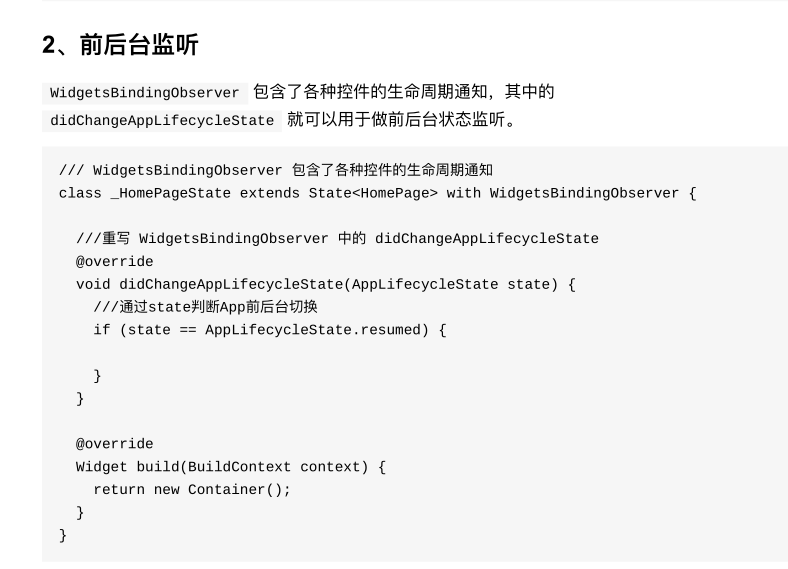 2、前后台监听
WidgetsBindingObserver 包含了各种控件的生命周期通知，其中的
didChangeAppLifecycleState 就可以用于做前后台状态监听。
/// WidgetsBindingObserver 包含了各种控件的生命周期通知
class _HomePageState extends State<HomePage> with WidgetsBindingObserver {
  ///重写 WidgetsBindingObserver 中的 didChangeAppLifecycleState
  @override
  void didChangeAppLifecycleState(AppLifecycleState state) {
    ///通过state判断App前后台切换
    if (state == AppLifecycleState.resumed) {
    }
  }
  @override
  Widget build(BuildContext context) {
    return new Container();
  }
}